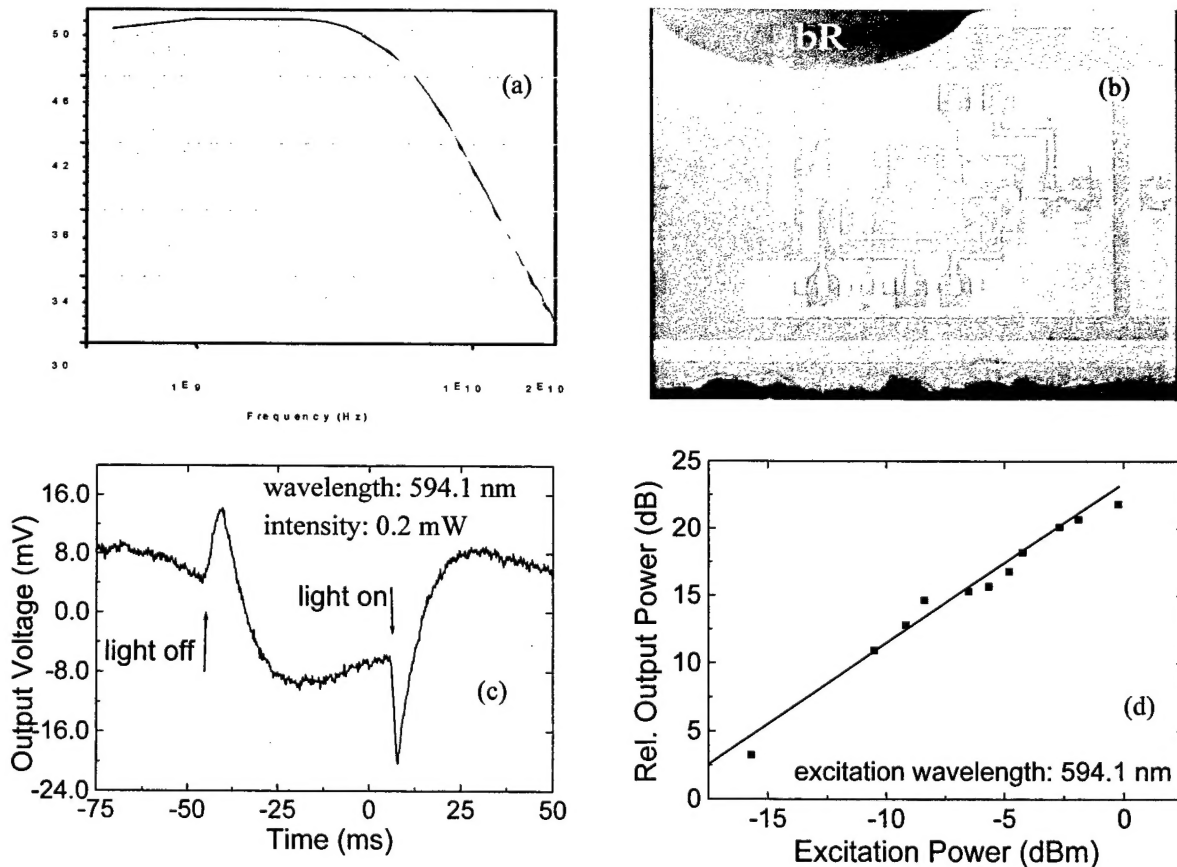 50
46
42
38
34
30
1E9
1E10
2E10
Frequency (Hz)
(a)
bR
(b)
16.0
8.0
0.0
-8.0
-16.0
-24.0
Output Voltage (mV)
wavelength: 594.1 nm
intensity: 0.2 mW
light on
light off
(c)
-75
-50
-25
0
25
50
Time (ms)
25
20
15
10
5
0
Rel. Output Power (dB)
(d)
excitation wavelength: 594.1 nm
-15
-10
-5
0
Excitation Power (dBm)